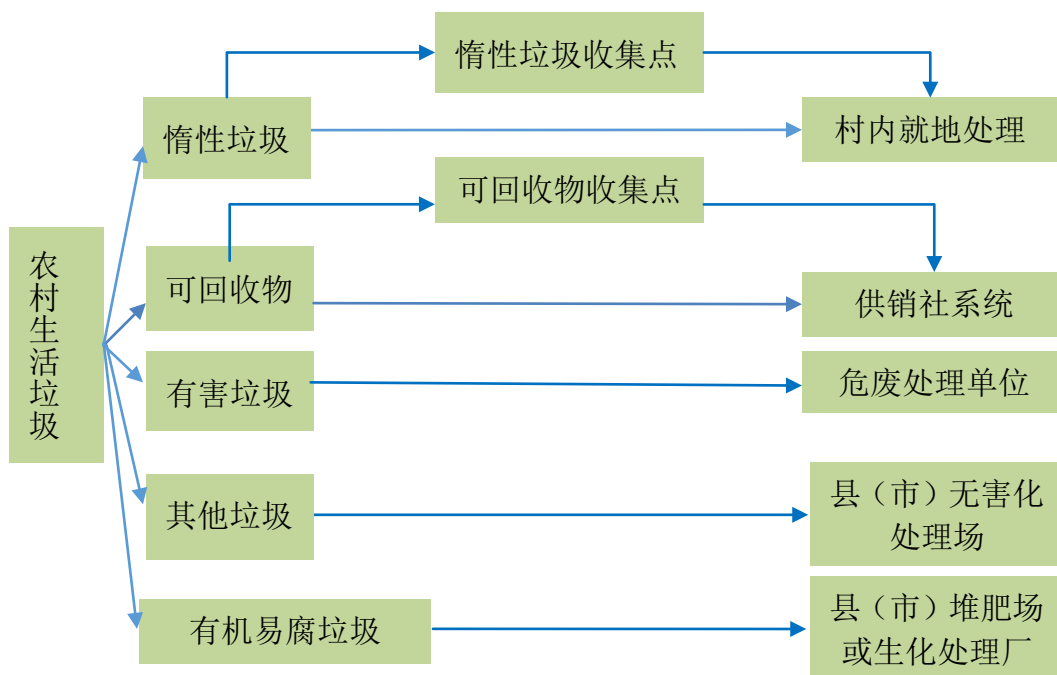 惰性垃圾收集点
惰性垃圾
村内就地处理
可回收物收集点
农村生活垃圾
可回收物
供销社系统
有害垃圾
危废处理单位
其他垃圾
县（市）无害化
处理场
有机易腐垃圾
县（市）堆肥场
或生化处理厂